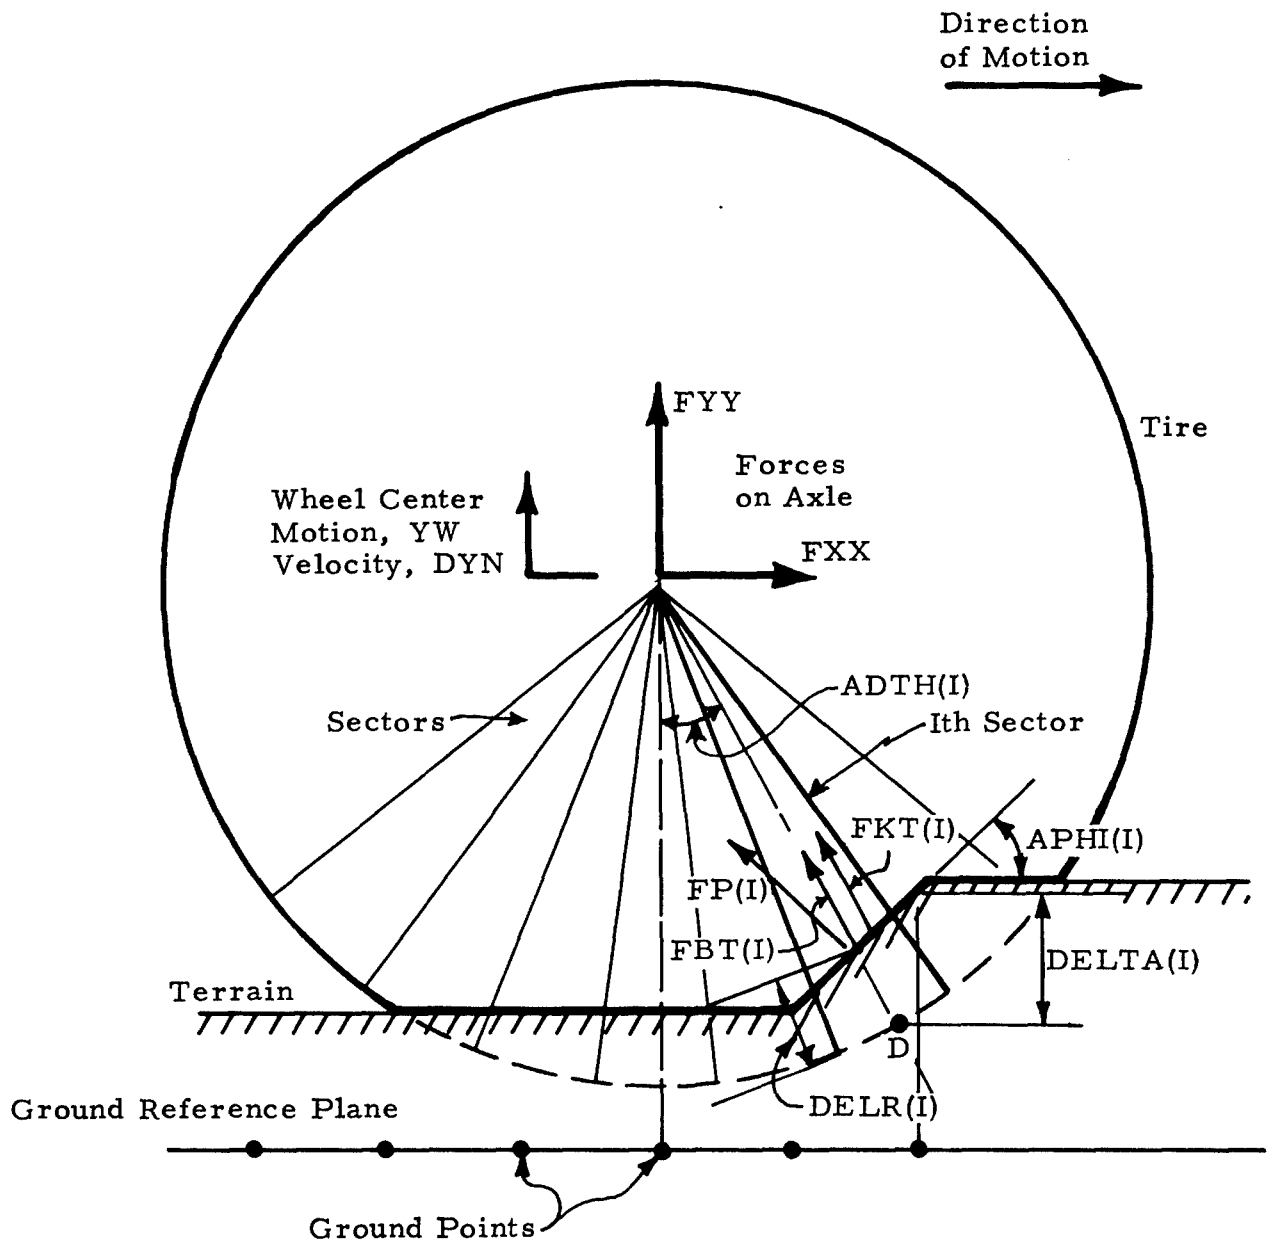 Direction
of Motion
FYY
Tire
Forces
on Axle
Wheel Center
Motion, YW
Velocity, DYN
FXX
ADTH(I)
Sectors
Ith Sector
FKT(I)
APHI(I)
FP(I)
FBT(I)
DELTA(I)
Terrain
D
DELR(I)
Ground Reference Plane
Ground Points